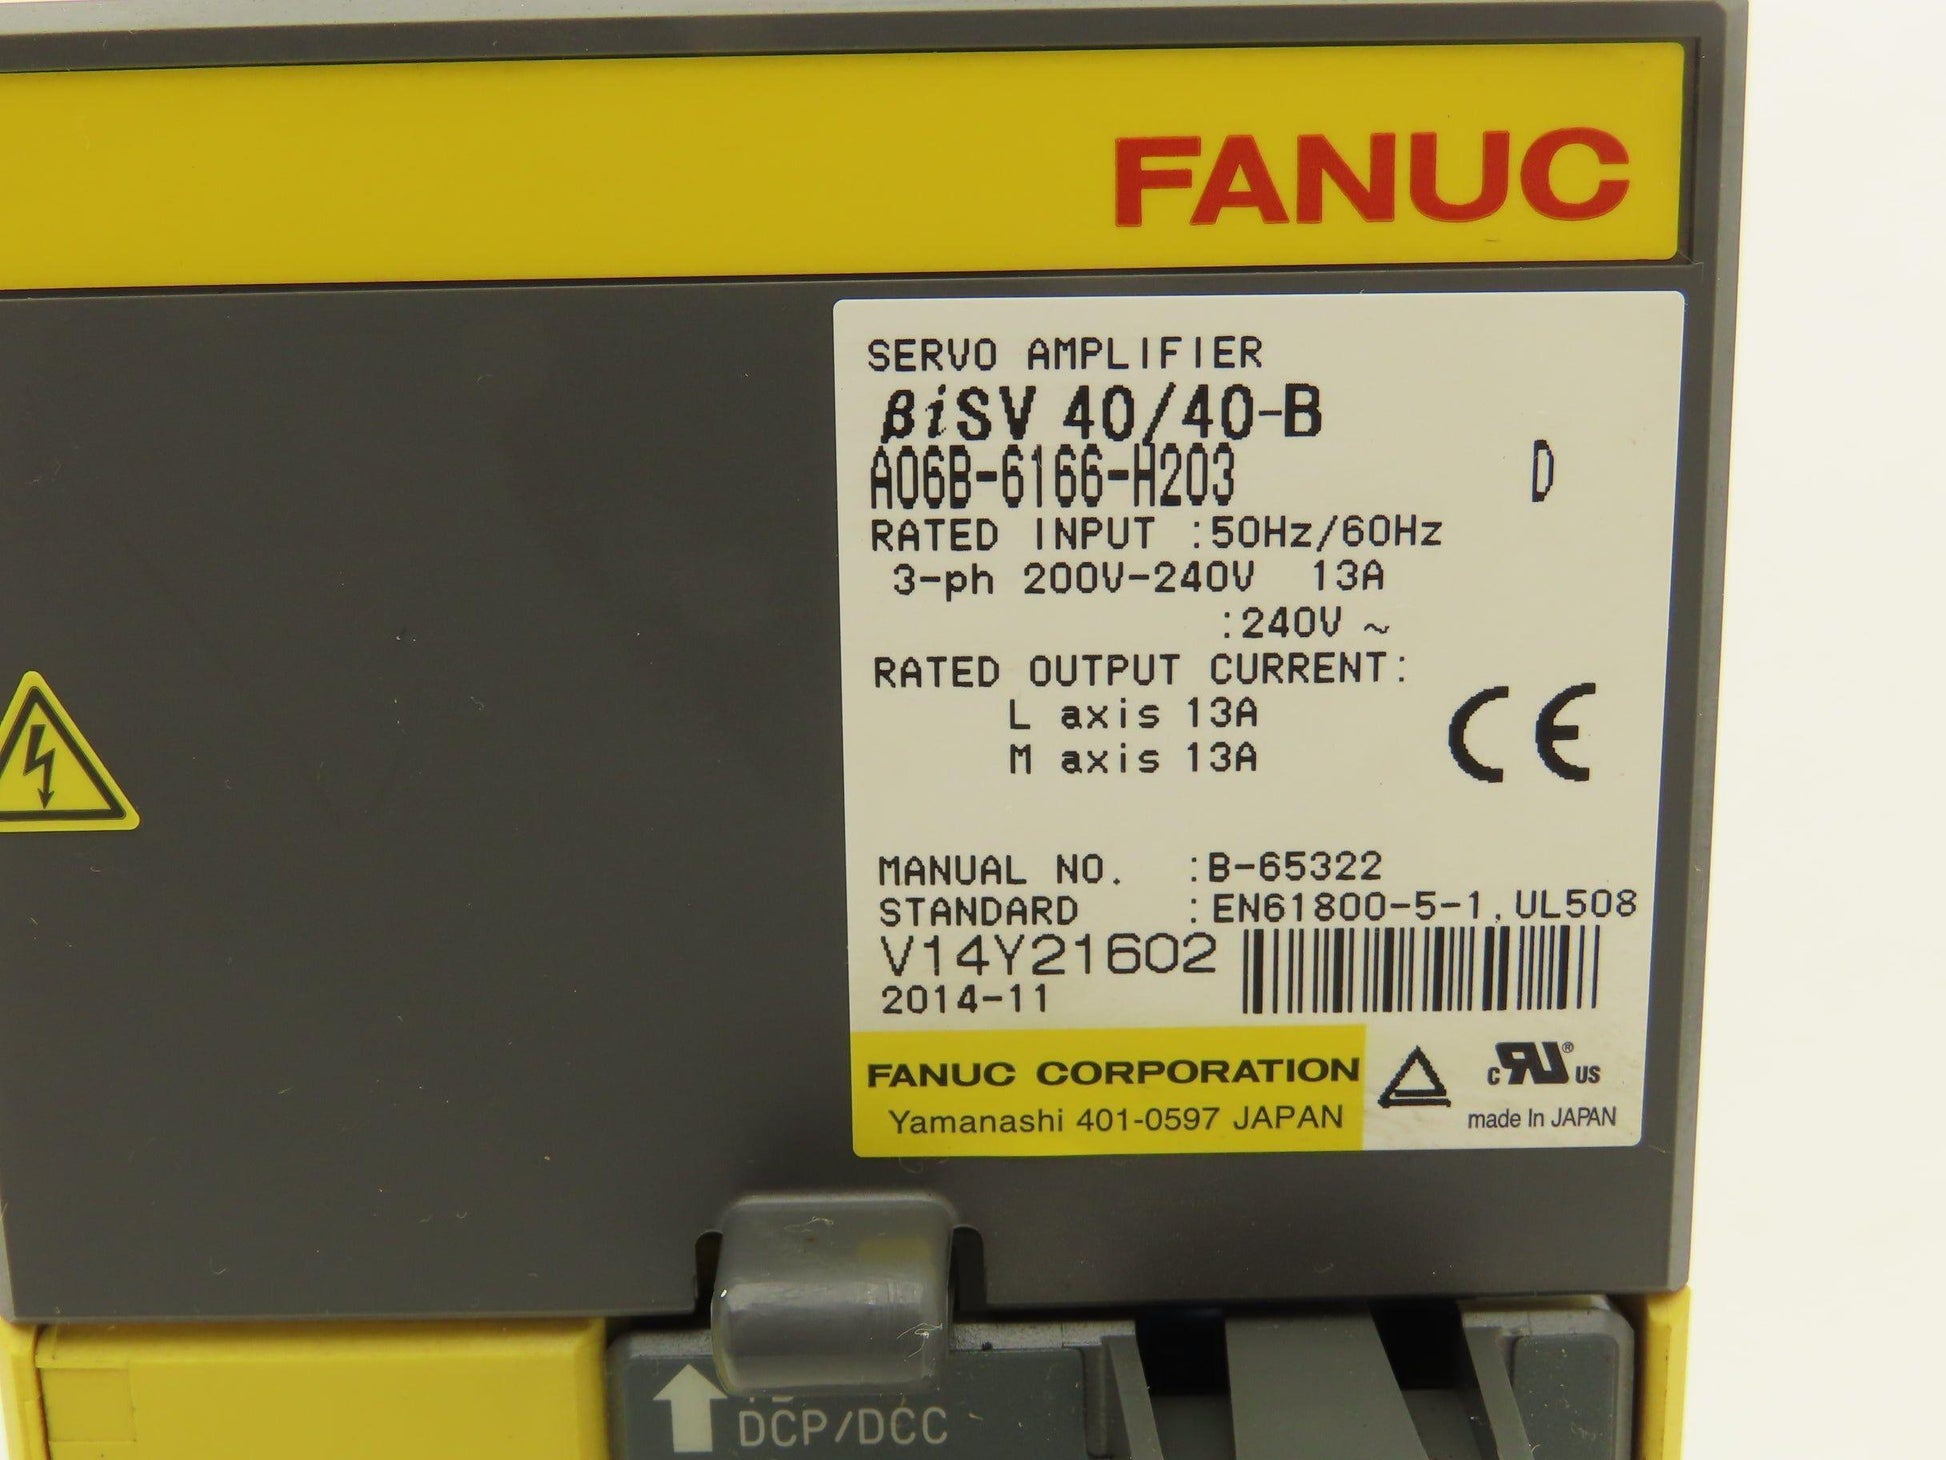 FANUC
SERVO AMPLIFIER
βiSV 40/40-B
A06B-6166-H203 D
RATED INPUT :50Hz/60Hz
3-ph 200V-240V 13A
:240V ~
RATED OUTPUT CURRENT:
L axis 13A
M axis 13A
CE
MANUAL NO. :B-65322
STANDARD :EN61800-5-1,UL508
V14Y21602
2014-11
FANUC CORPORATION
Yamanashi 401-0597 JAPAN
c RU ® US
made In JAPAN
DCP/DCC